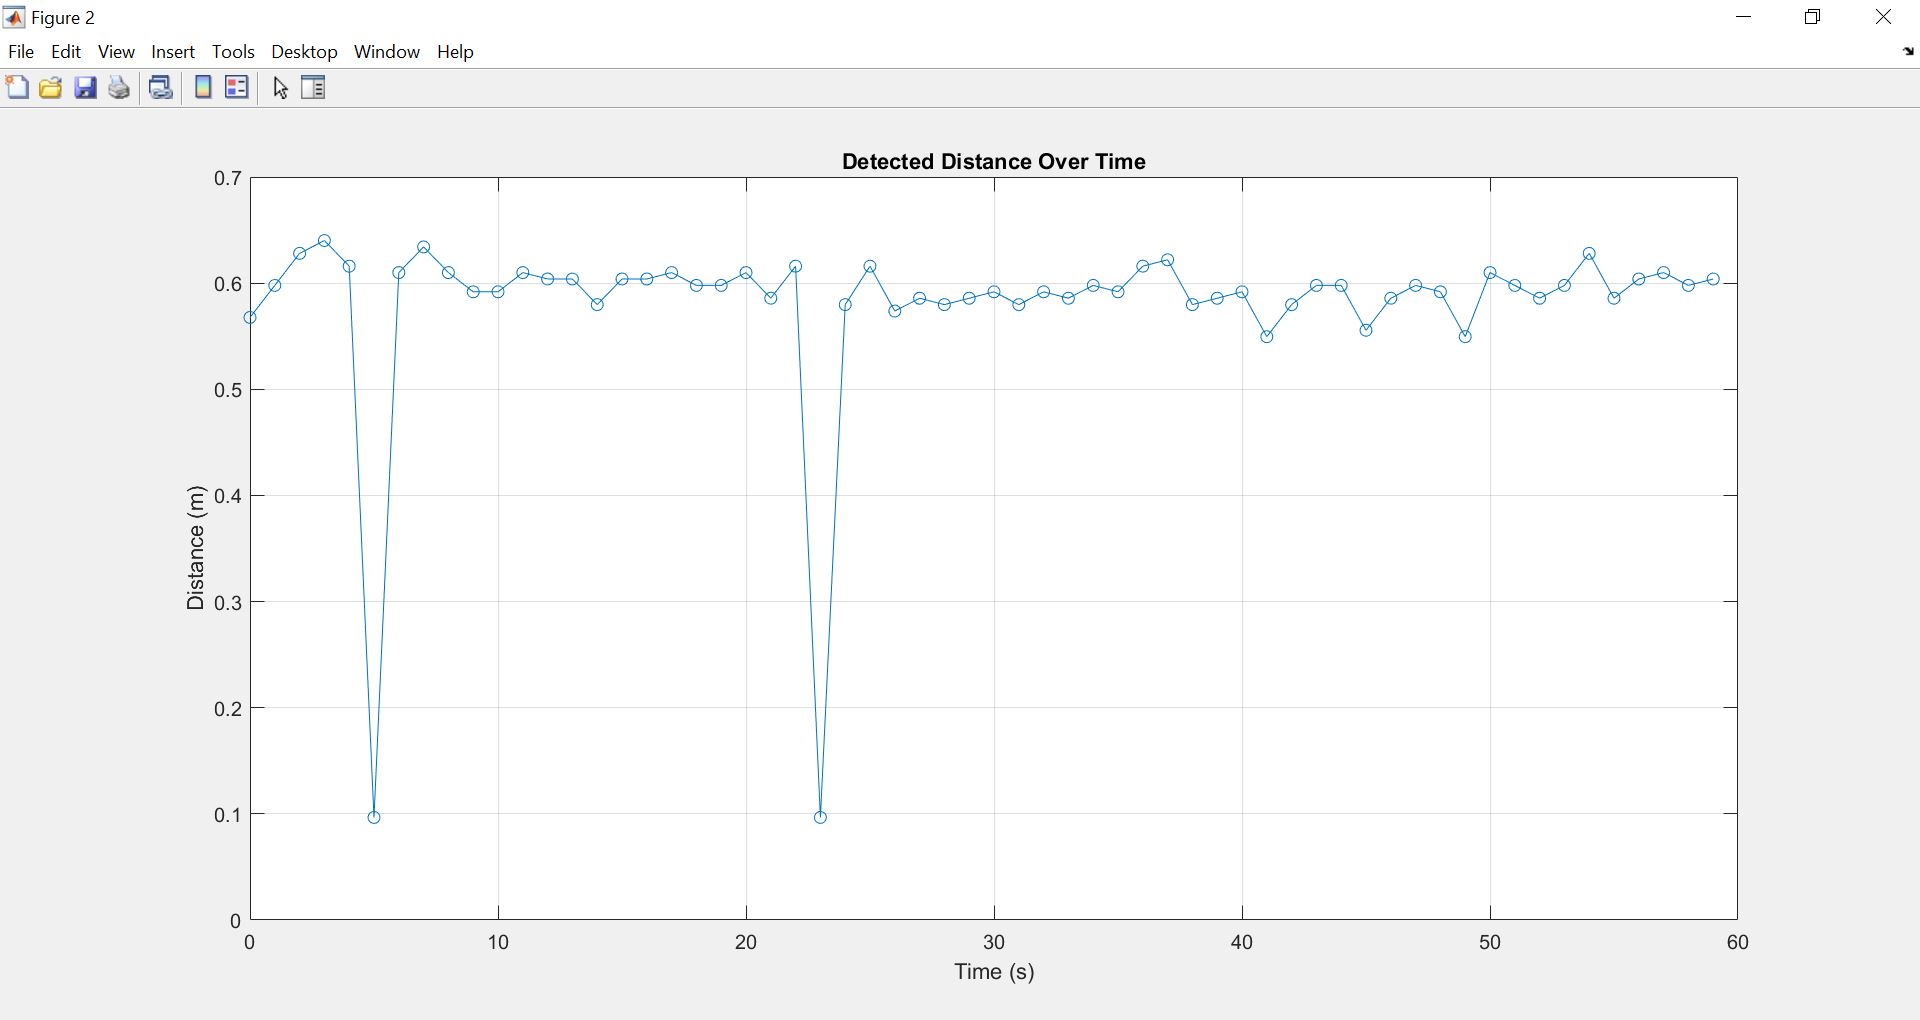 Figure 2
File Edit View Insert Tools Desktop Window Help
Detected Distance Over Time
0.7
0.6
0.5
0.4
0.3
0.2
0.1
0
Distance (m)
0 10 20 30 40 50 60
Time (s)